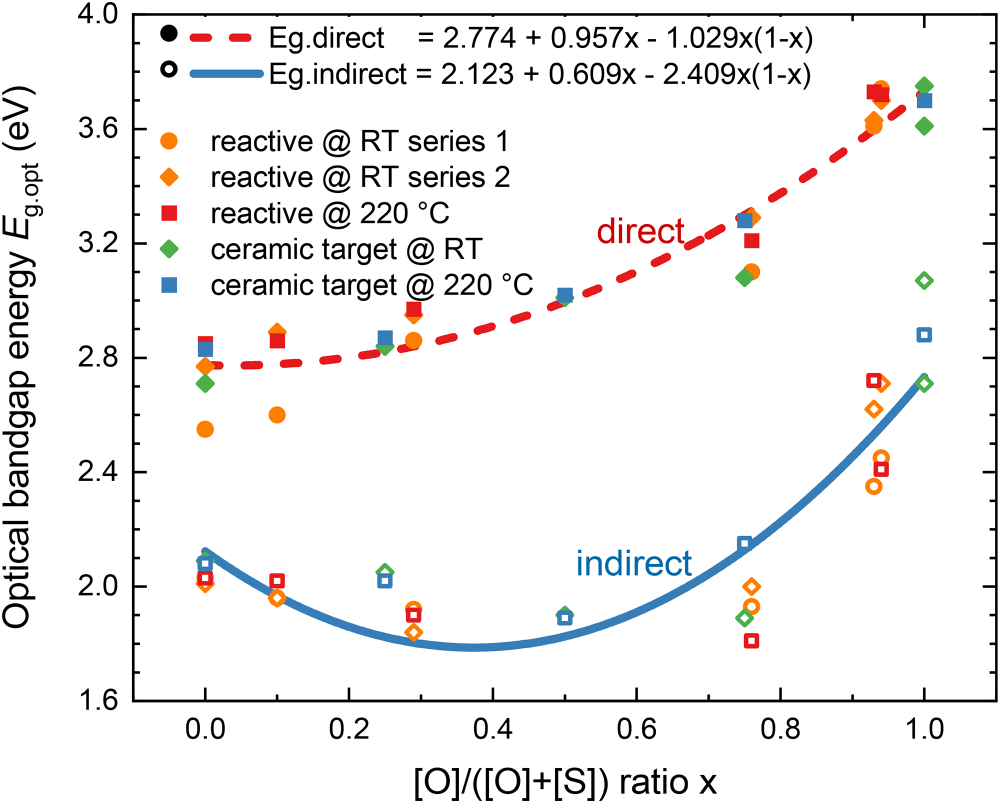 Eg.direct = 2.774 + 0.957x - 1.029x(1-x)
Eg.indirect = 2.123 + 0.609x - 2.409x(1-x)
reactive @ RT series 1
reactive @ RT series 2
reactive @ 220 °C
ceramic target @ RT
ceramic target @ 220 °C
direct
indirect
Optical bandgap energy Eg.opt (eV)
4.0
3.6
3.2
2.8
2.4
2.0
1.6
0.0 0.2 0.4 0.6 0.8 1.0
[O]/([O]+[S]) ratio x